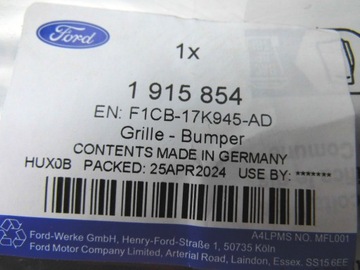 Ford
1x
1 915 854
EN: F1CB-17K945-AD
Grille - Bumper
CONTENTS MADE IN GERMANY
HUX0B PACKED: 25APR2024 USE BY: *******
A4LPMS NO. MFL001
Ford-Werke GmbH, Henry-Ford-Straße 1, 50735 Köln
Ford Motor Company Limited, Arterial Road, Laindon, Essex. SS15 6EE